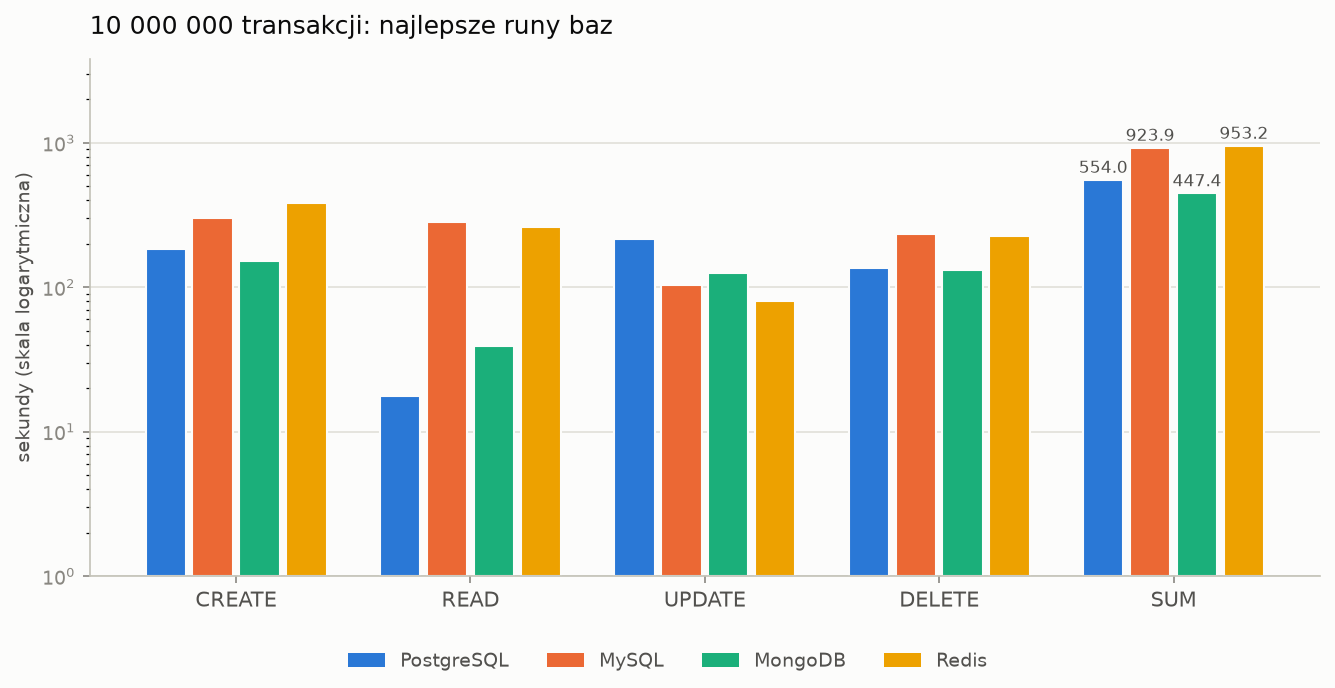 10 000 000 transakcji: najlepsze runy baz
sekundy (skala logarytmiczna)
10³
10²
10¹
10⁰
554.0
923.9
447.4
953.2
CREATE
READ
UPDATE
DELETE
SUM
PostgreSQL
MySQL
MongoDB
Redis